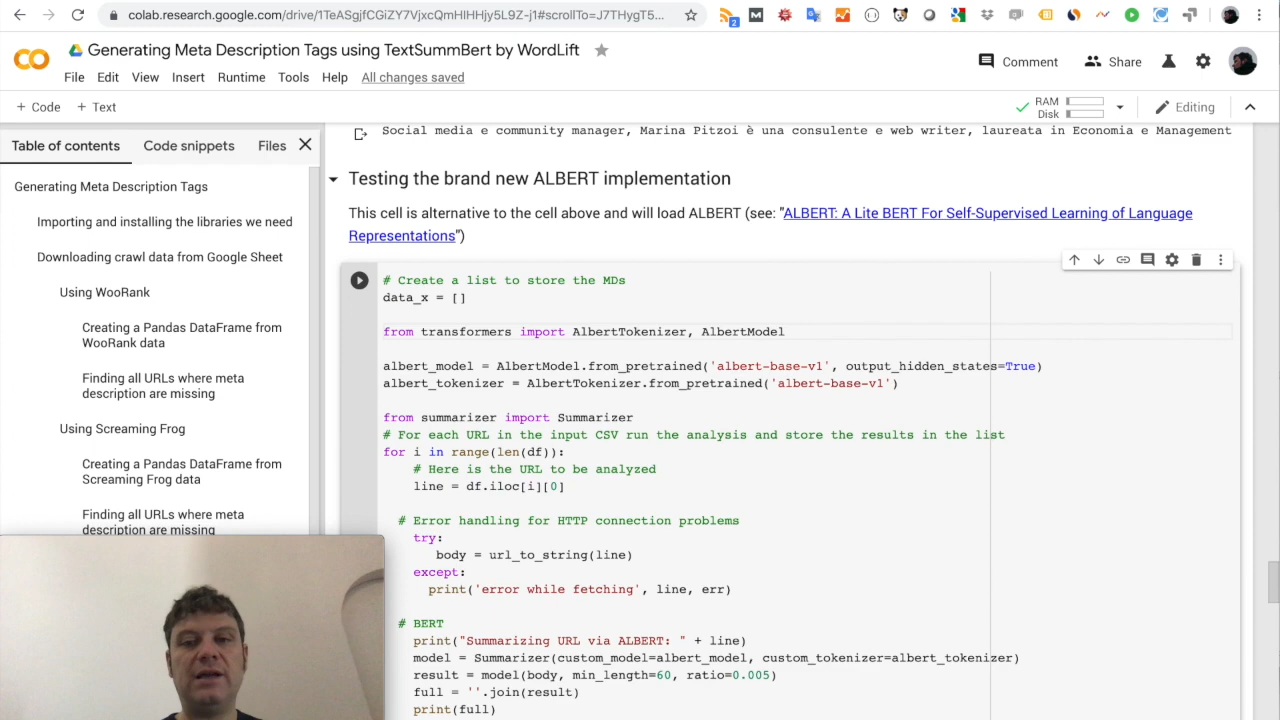 colab.research.google.com/drive/1TeASgjfCGiZY7VjxcQmHlHHjy5L9Z-j1#scrollTo=J7THygT5...
2
Generating Meta Description Tags using TextSummBert by WordLift
Comment
Share
File Edit View Insert Runtime Tools Help All changes saved
+ Code + Text
RAM
Disk
Editing
Table of contents Code snippets Files
Generating Meta Description Tags
Importing and installing the libraries we need
Downloading crawl data from Google Sheet
Using WooRank
Creating a Pandas DataFrame from
WooRank data
Finding all URLs where meta
description are missing
Using Screaming Frog
Creating a Pandas DataFrame from
Screaming Frog data
Finding all URLs where meta
description are missing
Social media e community manager, Marina Pitzoi è una consulente e web writer, laureata in Economia e Management
Testing the brand new ALBERT implementation
This cell is alternative to the cell above and will load ALBERT (see: "ALBERT: A Lite BERT For Self-Supervised Learning of Language
Representations")
# Create a list to store the MDs
data_x = []
from transformers import AlbertTokenizer, AlbertModel
albert_model = AlbertModel.from_pretrained('albert-base-v1', output_hidden_states=True)
albert_tokenizer = AlbertTokenizer.from_pretrained('albert-base-v1')
from summarizer import Summarizer
# For each URL in the input CSV run the analysis and store the results in the list
for i in range(len(df)):
# Here is the URL to be analyzed
line = df.iloc[i][0]
# Error handling for HTTP connection problems
try:
body = url_to_string(line)
except:
print('error while fetching', line, err)
# BERT
print("Summarizing URL via ALBERT: " + line)
model = Summarizer(custom_model=albert_model, custom_tokenizer=albert_tokenizer)
result = model(body, min_length=60, ratio=0.005)
full = ''.join(result)
print(full)